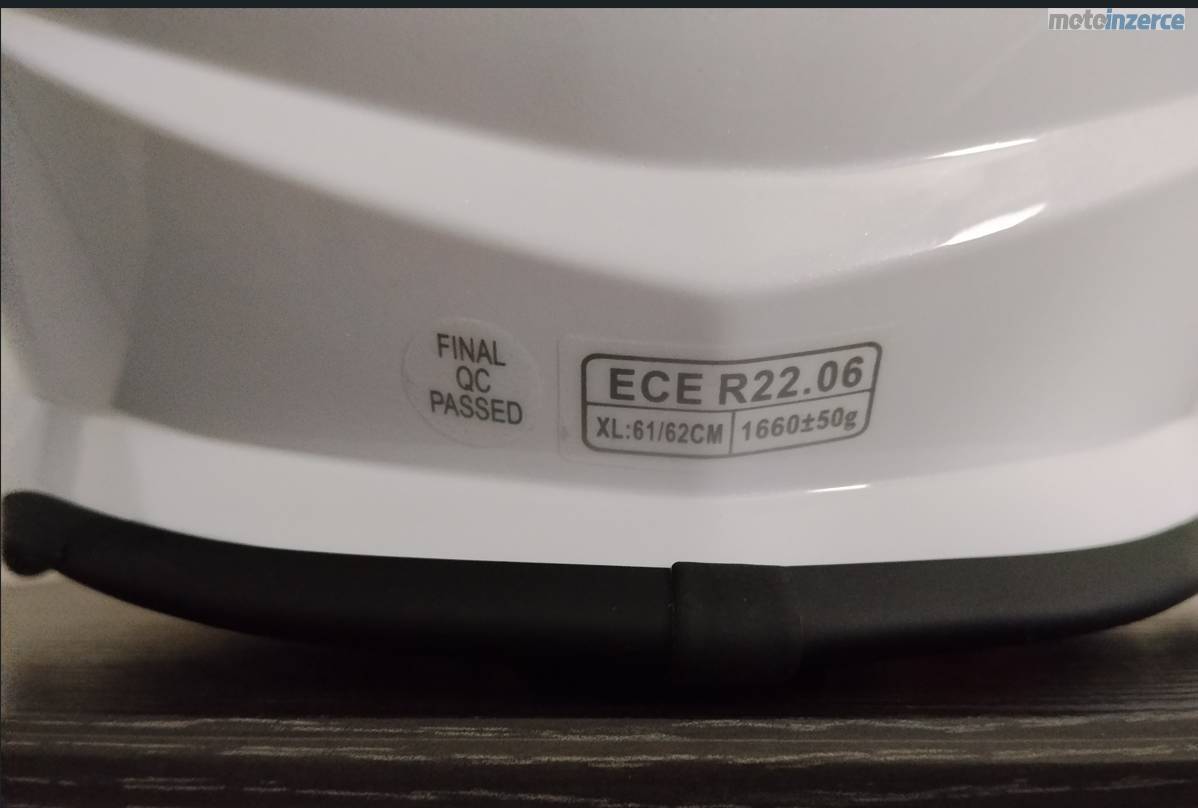 motoinzerce
FINAL
QC
PASSED
ECE R22.06
XL:61/62CM
1660±50g